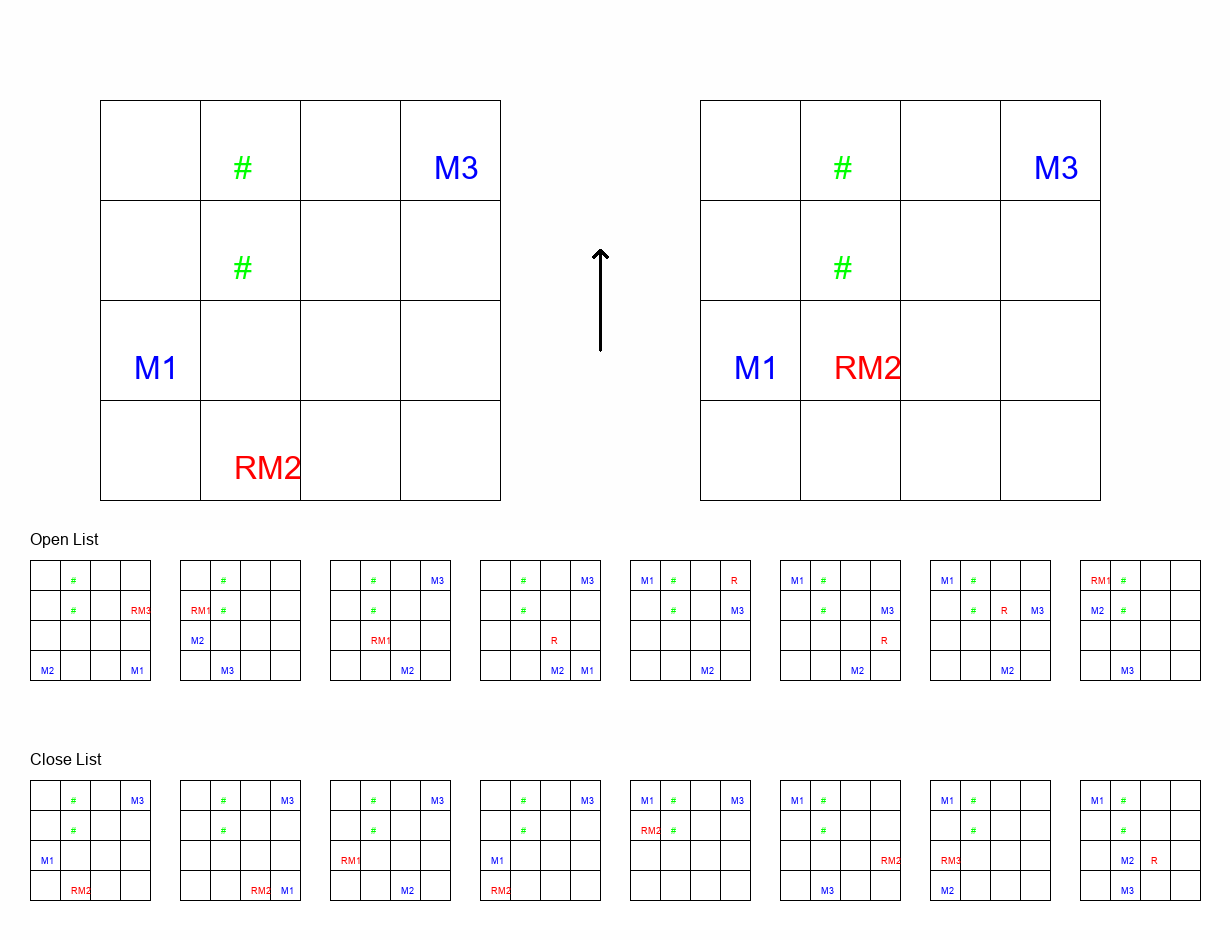 # M3 # M3
# #
M1 M1 RM2
RM2
Open List
# # # M3 # M3 M1 # R M1 # M1 # RM1 #
# RM3 RM1 # # # # M3 # M3 # R M3 M2 #
M2 RM1 R R
M2 M1 M3 M2 M2 M1 M2 M2 M2 M3
Close List
# M3 # M3 # M3 # M3 M1 # M3 M1 # M1 # M1 #
# # # # RM2 # # # #
M1 RM1 M1 RM2 RM3 M2 R
RM2 RM2 M1 M2 RM2 M3 M2 M3